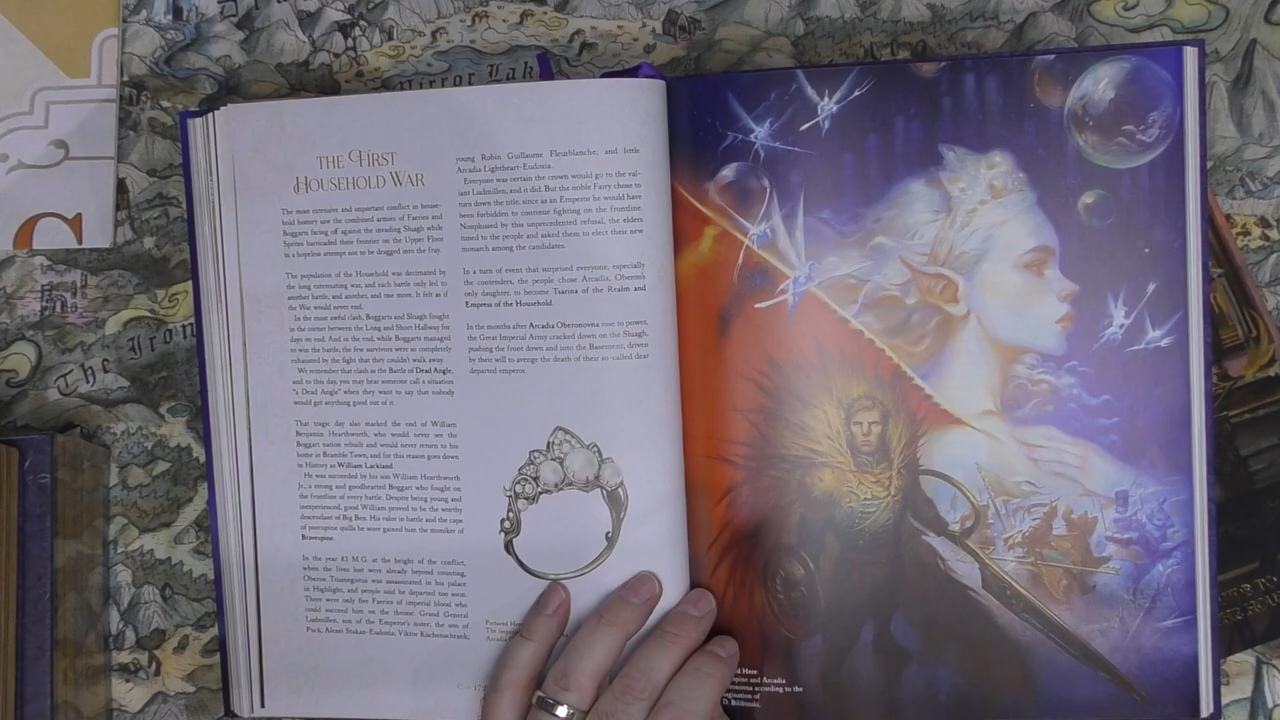 Mirror Lak
The Iron
C
THE FIRST
HOUSEHOLD WAR
The most extensive and important conflict in house-
hold history saw the combined armies of Faeries and
Boggarts facing off against the invading Sluagh while
Sprites barricaded their frontier on the Upper Floor
in a hopeless attempt not to be dragged into the fray.
The population of the Household was decimated by
the long exteruating war, and each battle only led to
another battle, and another, and one more. It felt as if
the War would never end.
In the most awful clash, Boggarts and Sluagh fought
in the corner between the Long and Short Hallway for
days on end. And in the end, while Boggarts managed
to win the battle, the few survivors were so completely
exhausted by the fight that they couldn't walk away.
We remember that clash as the Battle of Dead Angle,
and to this day, you may hear someone call a situation
"a Dead Angle" when they want to say that nobody
would get anything good out of it.
That tragic day also marked the end of William
Benjamin Hearthworth, who would never see the
Boggart nation rebuilt and would never return to his
home in Bramble Town, and for this reason goes down
in History as William Lackland.
He was succeeded by his son William Hearthworth
Jr., a strong and goodhearted Boggart who fought on
the frontline of every battle. Despite being young and
inexperienced, good William proved to be the worthy
descendant of Big Ben. His valor in battle and the cape
of porcupine quills he wore gained him the moniker of
Bravespine.
In the year 83 M.G. at the height of the conflict,
when the lives lost were already beyond counting,
Oberon Trismegistus was assassinated in his palace
in Highlight, and people said he departed too soon.
There were only five Faeries of imperial blood who
could succeed him on the throne: Grand General
Ludmillen, son of the Emperor's sister; the son of
Puck, Alexei Stakan-Eudoxia; Viktor Küchenschrank;
young Robin Guillaume Fleurblanche; and little
Arcadia Lightheart-Eudoxia.
Everyone was certain the crown would go to the val-
iant Ludmillen, and it did. But the noble Fairy chose to
turn down the title, since as an Emperor he would have
been forbidden to continue fighting on the frontline.
Nonplussed by this unprecedented refusal, the elders
turned to the people and asked them to elect their new
monarch among the candidates.
In a turn of event that surprised everyone, especially
the contenders, the people chose Arcadia, Oberon's
only daughter, to become Tsarina of the Realm and
Empress of the Household.
In the months after Arcadia Oberonovna rose to power,
the Great Imperial Army cracked down on the Sluagh,
pushing the front down and into the Basement, driven
by their will to avenge the death of their so-called dear
departed emperor.
Pictured Her
The Imperi
Arcadia
d Here:
spine and Arcadia
ronovna according to the
agination of
D. Bilibinski.